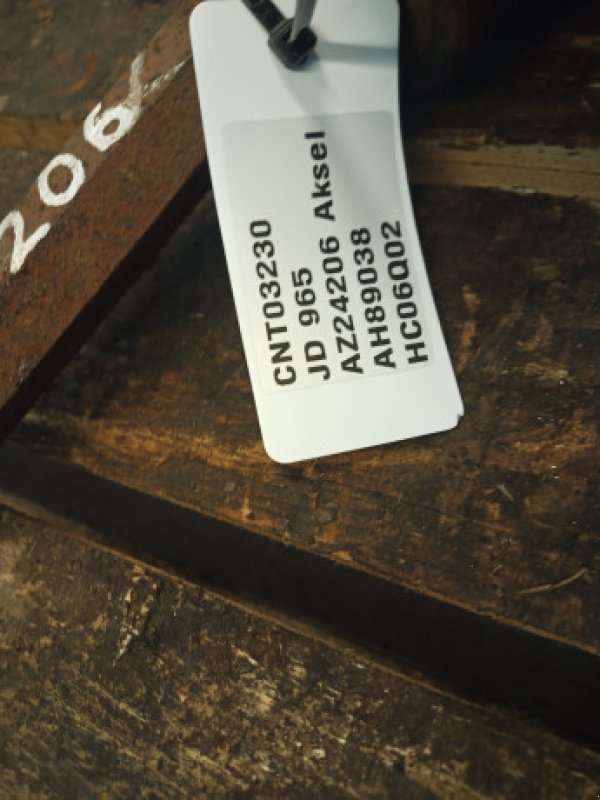 206
CNT03230
JD 965
AZ24206 Aksel
AH89038
HC06Q02